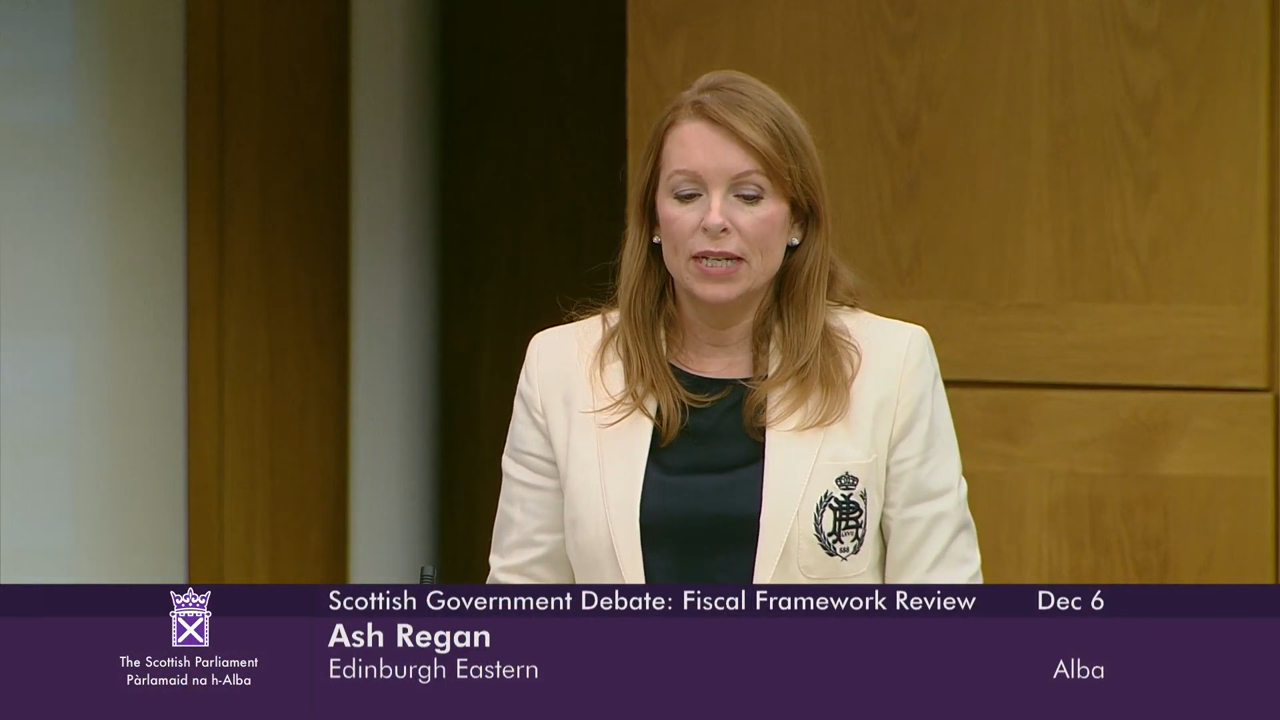 Scottish Government Debate: Fiscal Framework Review Dec 6
Ash Regan
Edinburgh Eastern Alba
The Scottish Parliament
Pàrlamaid na h-Alba